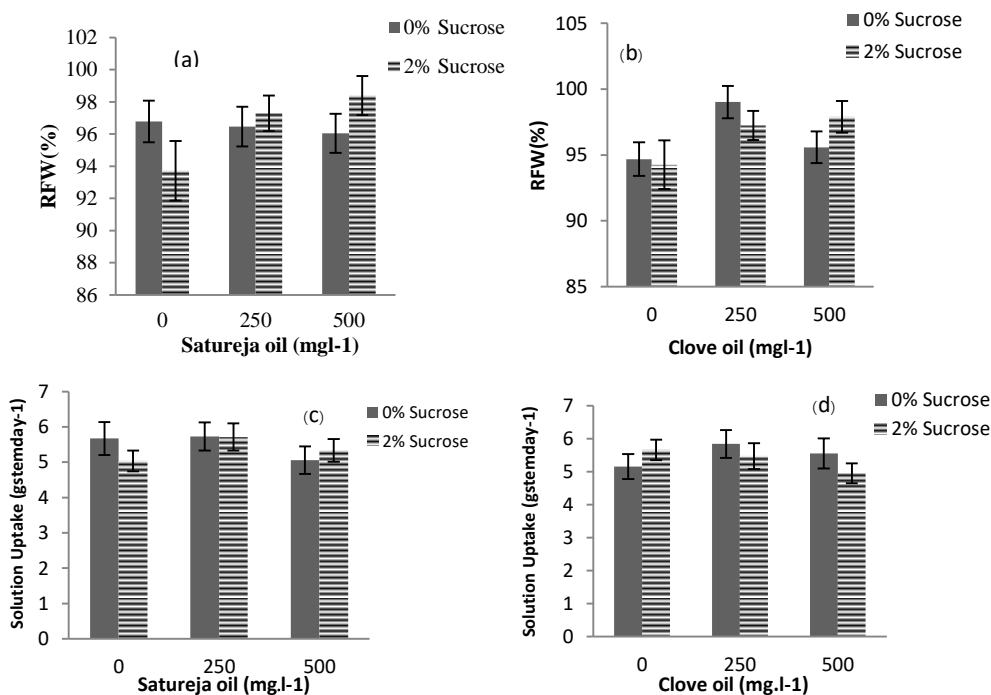 (a)
0% Sucrose
2% Sucrose
RFW(%)
102
100
98
96
94
92
90
88
86
0 250 500
Satureja oil (mgl-1)
(b)
0% Sucrose
2% Sucrose
RFW(%)
105
100
95
90
85
0 250 500
Clove oil (mgl-1)
(c)
0% Sucrose
2% Sucrose
Solution Uptake (gstemday-1)
7
6
5
4
3
2
1
0
0 250 500
Satureja oil (mg.l-1)
(d)
0% Sucrose
2% Sucrose
Solution Uptake (gstemday-1)
7
6
5
4
3
2
1
0
0 250 500
Clove oil (mg.l-1)